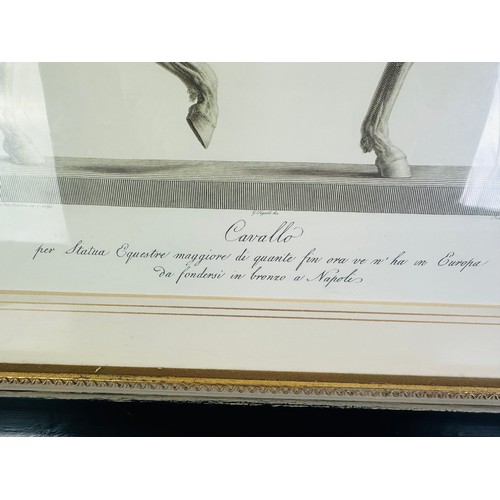 Cavallo
per Statua Equestre maggiore di quante fin ora ve n'ha in Europa
da fondersi in bronzo a Napoli